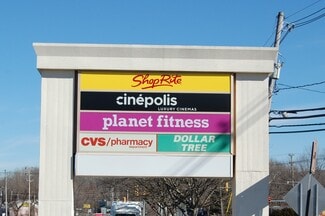 ShopRite
cinépolis
LUXURY CINEMAS
planet fitness
CVS/pharmacy
DOLLAR
TREE